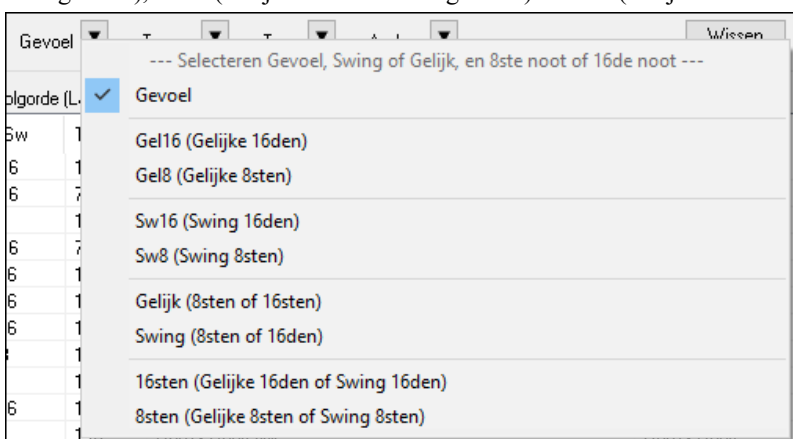 Gevoel
Wissen
--- Selecteren Gevoel, Swing of Gelijk, en 8ste noot of 16de noot ---
Gevoel
olgorde (L
Gel16 (Gelijke 16den)
Gel8 (Gelijke 8sten)
Sw16 (Swing 16den)
Sw8 (Swing 8sten)
Gelijk (8sten of 16sten)
Swing (8sten of 16den)
16sten (Gelijke 16den of Swing 16den)
8sten (Gelijke 8sten of Swing 8sten)